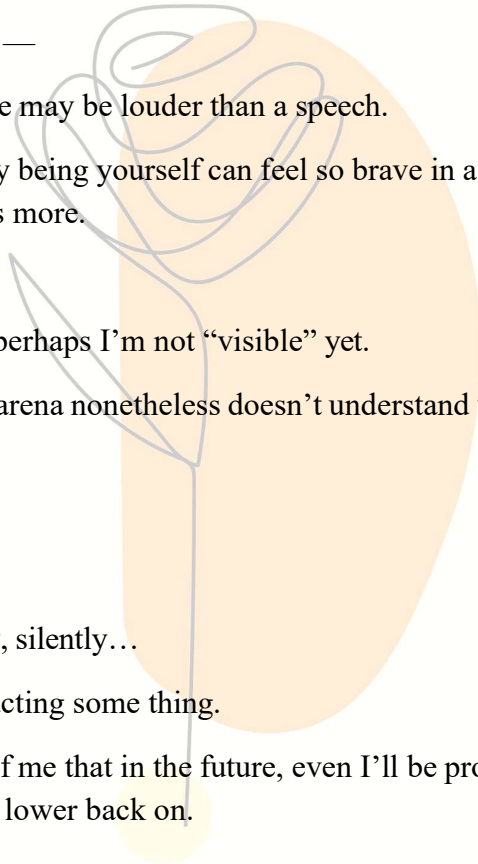 —
e may be louder than a speech.
y being yourself can feel so brave in a
s more.
perhaps I’m not “visible” yet.
arena nonetheless doesn’t understand
, silently…
cting some thing.
f me that in the future, even I’ll be pro
lower back on.